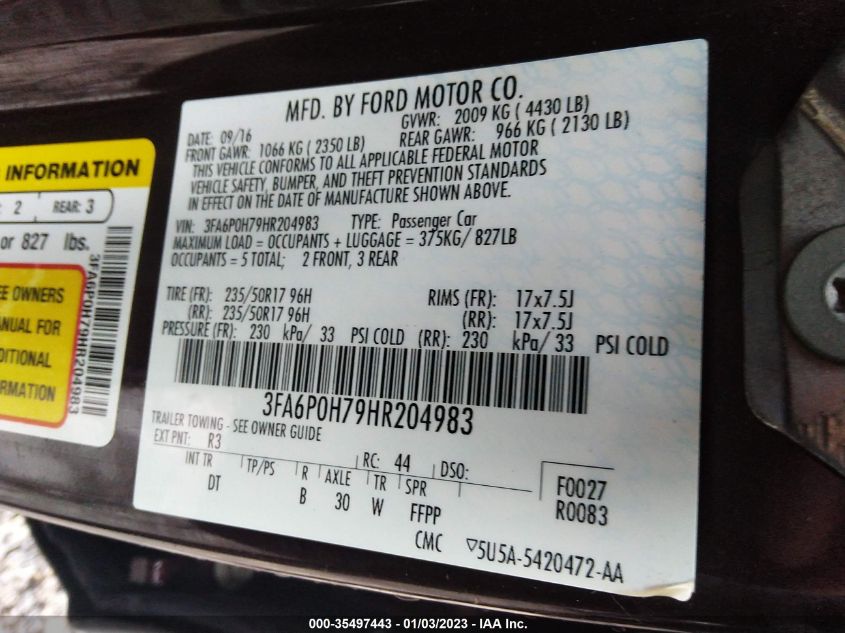 MFD. BY FORD MOTOR CO.
DATE: 09/16 GVWR: 2009 KG ( 4430 LB)
FRONT GAWR: 1066 KG ( 2350 LB) REAR GAWR: 966 KG ( 2130 LB)
THIS VEHICLE CONFORMS TO ALL APPLICABLE FEDERAL MOTOR
VEHICLE SAFETY, BUMPER, AND THEFT PREVENTION STANDARDS
IN EFFECT ON THE DATE OF MANUFACTURE SHOWN ABOVE.
VIN: 3FA6P0H79HR204983 TYPE: Passenger Car
MAXIMUM LOAD = OCCUPANTS + LUGGAGE = 375KG/ 827LB
OCCUPANTS = 5 TOTAL; 2 FRONT, 3 REAR
TIRE (FR): 235/50R17 96H RIMS (FR): 17x7.5J
(RR): 235/50R17 96H (RR): 17x7.5J
PRESSURE (FR): 230 kPa/ 33 PSI COLD (RR): 230 kPa/ 33 PSI COLD
3FA6P0H79HR204983
TRAILER TOWING - SEE OWNER GUIDE
EXT PNT: R3 RC: 44 DSO:
INT TR TP/PS R AXLE TR SPR F0027
DT B 30 W FFPP R0083
CMC ▽5U5A-5420472-AA
INFORMATION
: 2 REAR: 3
or 827 lbs.
OWNERS
MANUAL FOR
3FA6P0H79HR204983
000-35497443 - 01/03/2023 - IAA Inc.